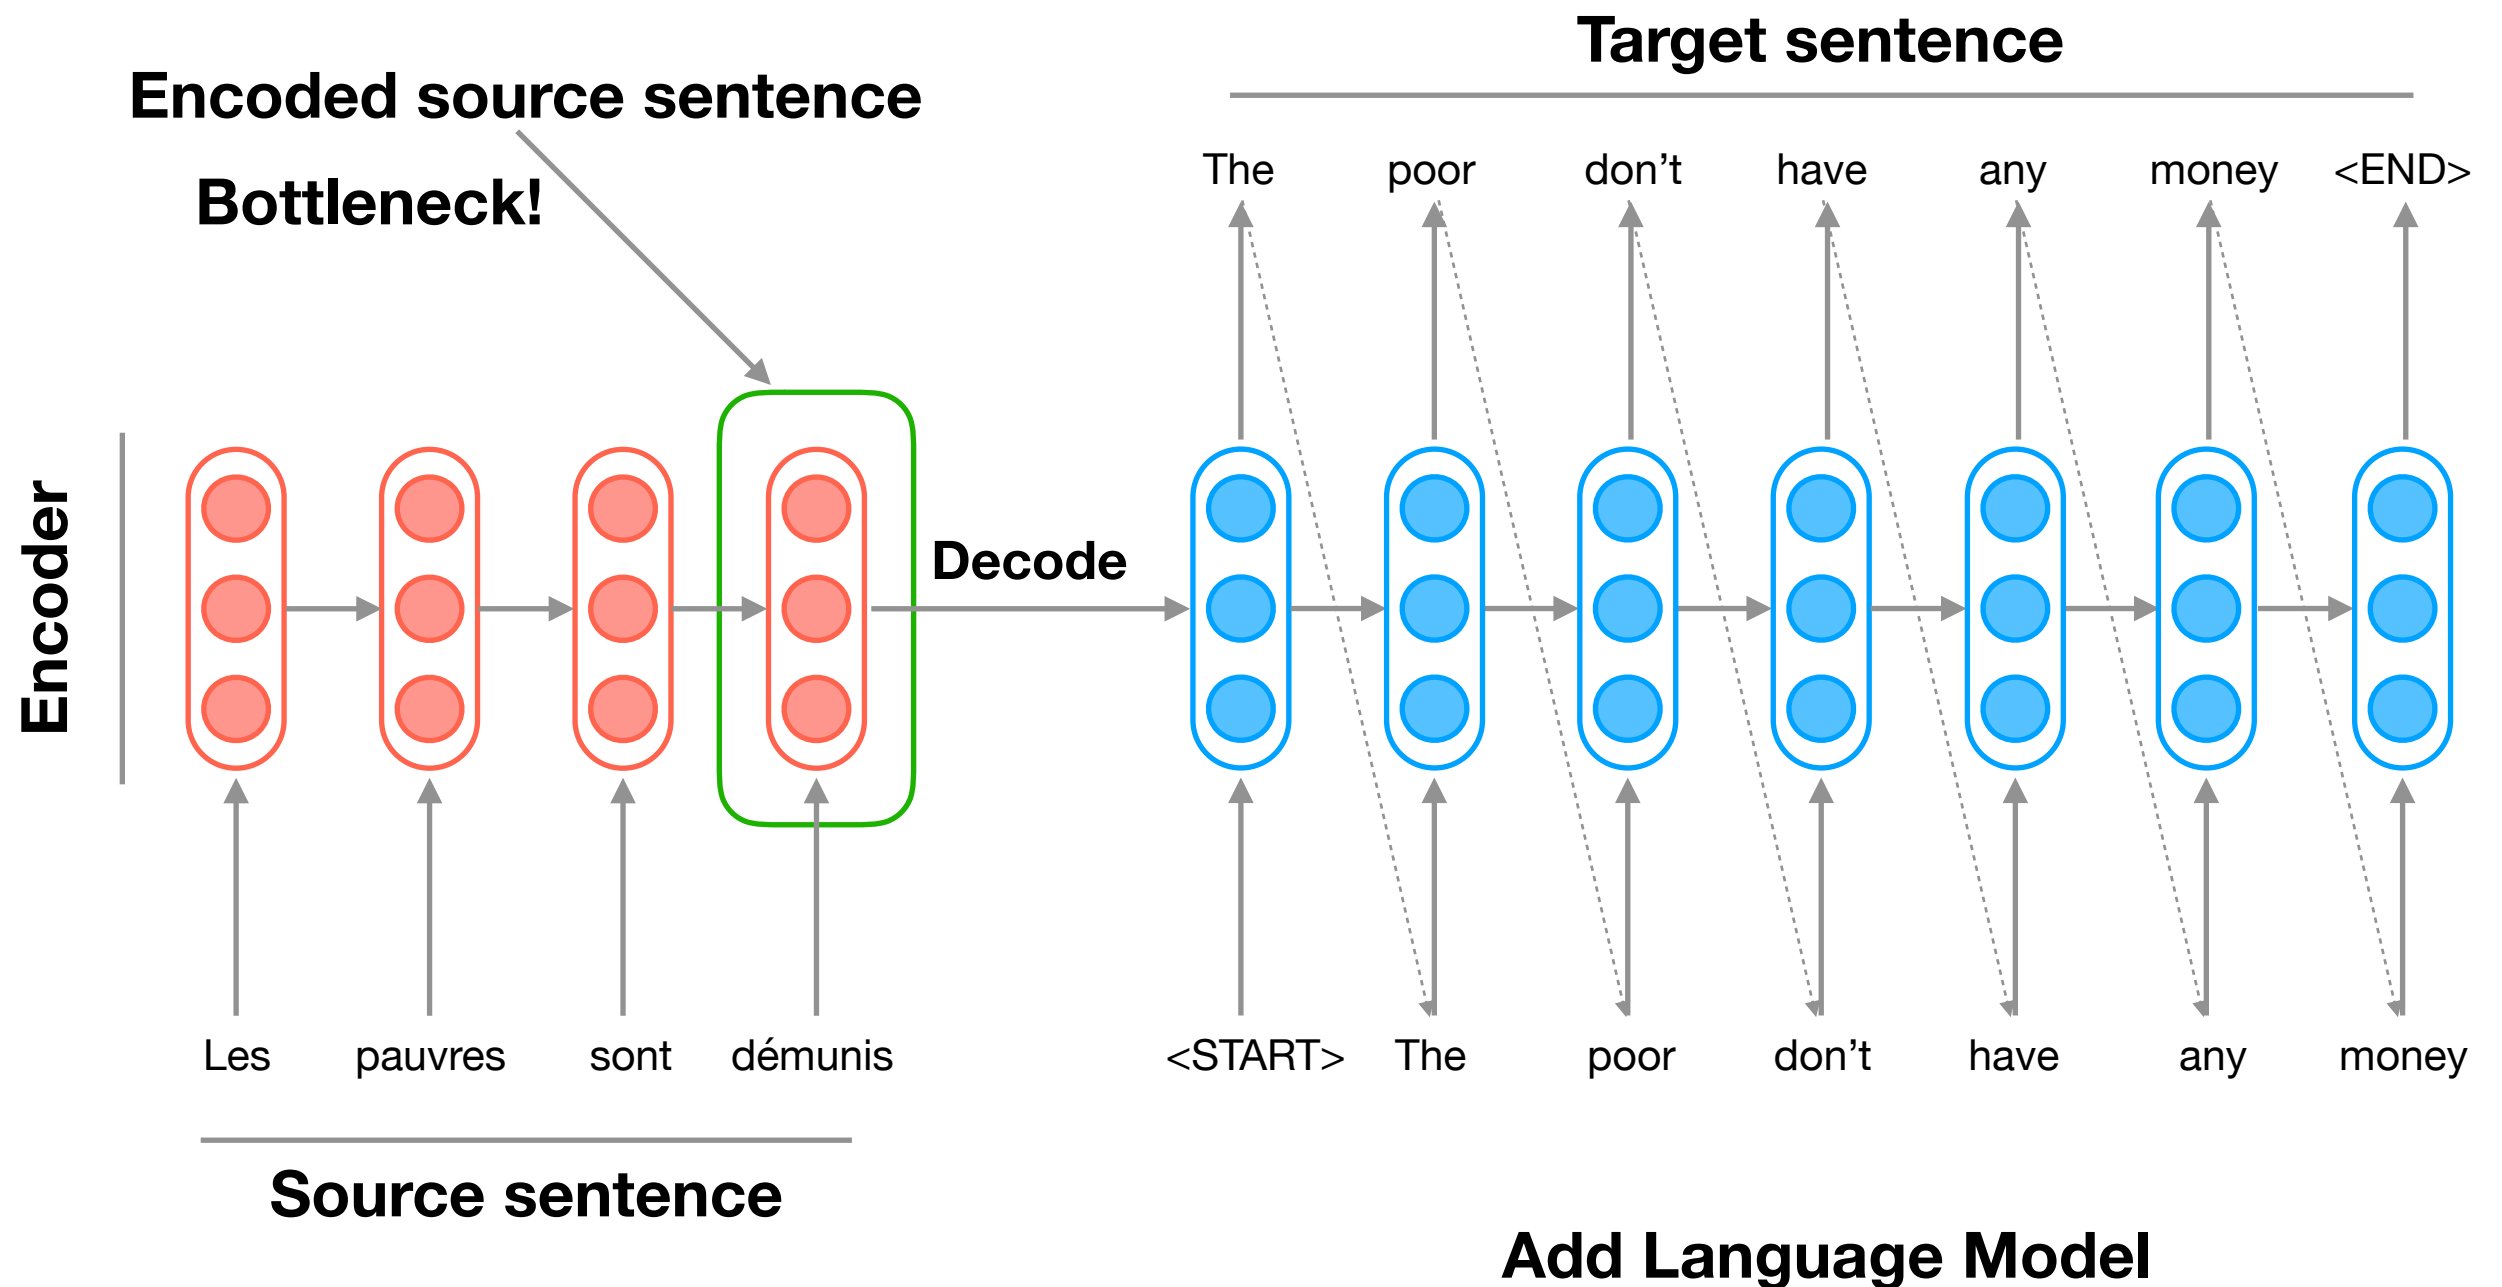 Target sentence
Encoded source sentence
Bottleneck!
The poor don’t have any money <END>
Encoder
Decode
Les pauvres sont démunis <START> The poor don’t have any money
Source sentence
Add Language Model